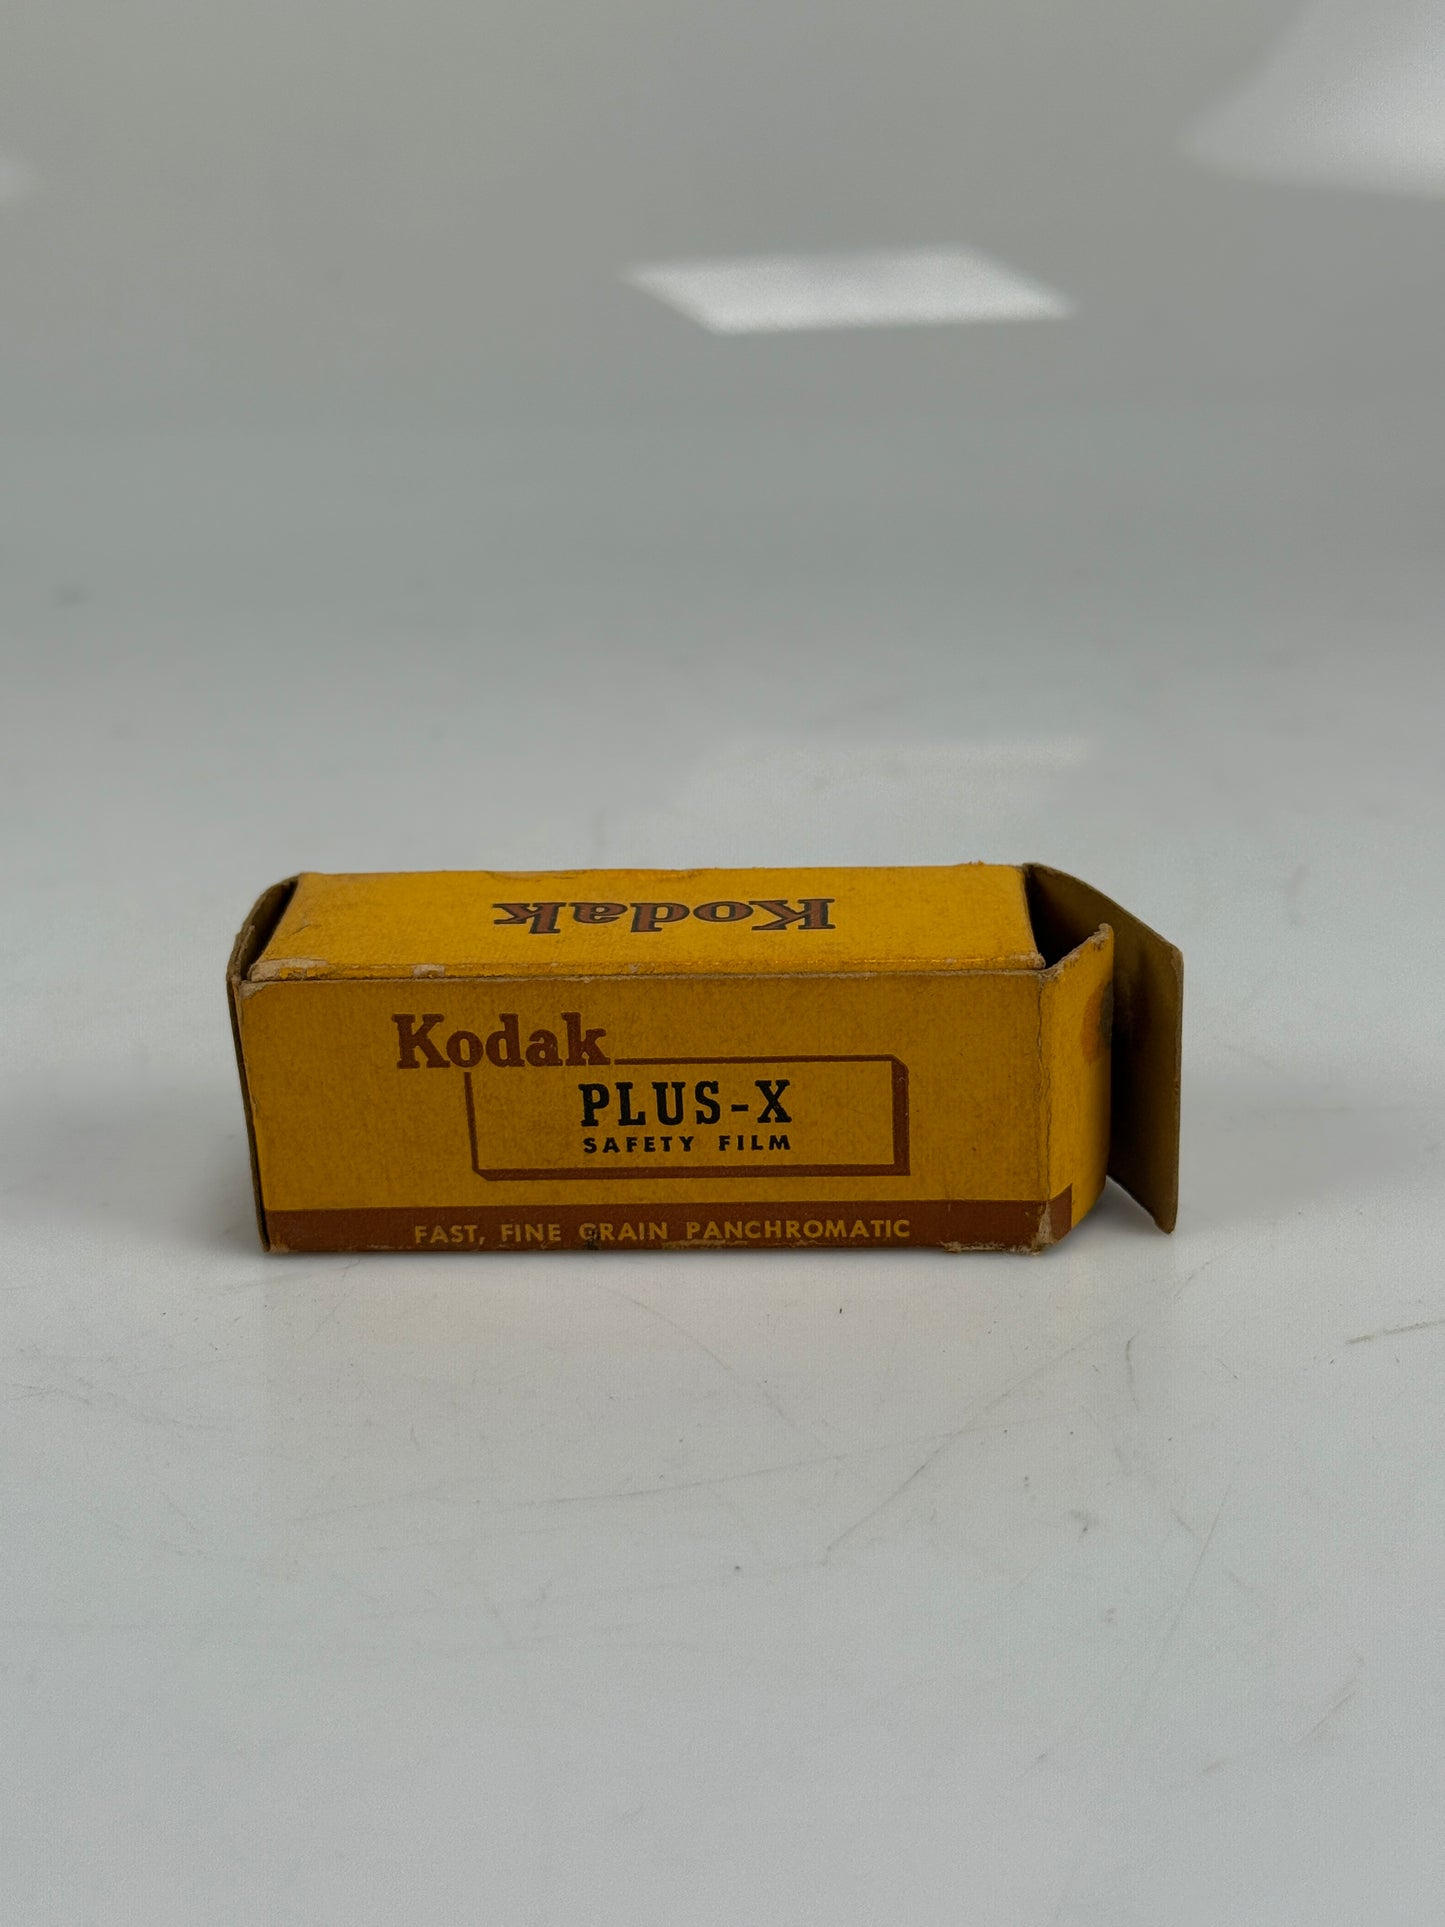 Kodak
Kodak
PLUS-X
SAFETY FILM
FAST, FINE GRAIN PANCHROMATIC